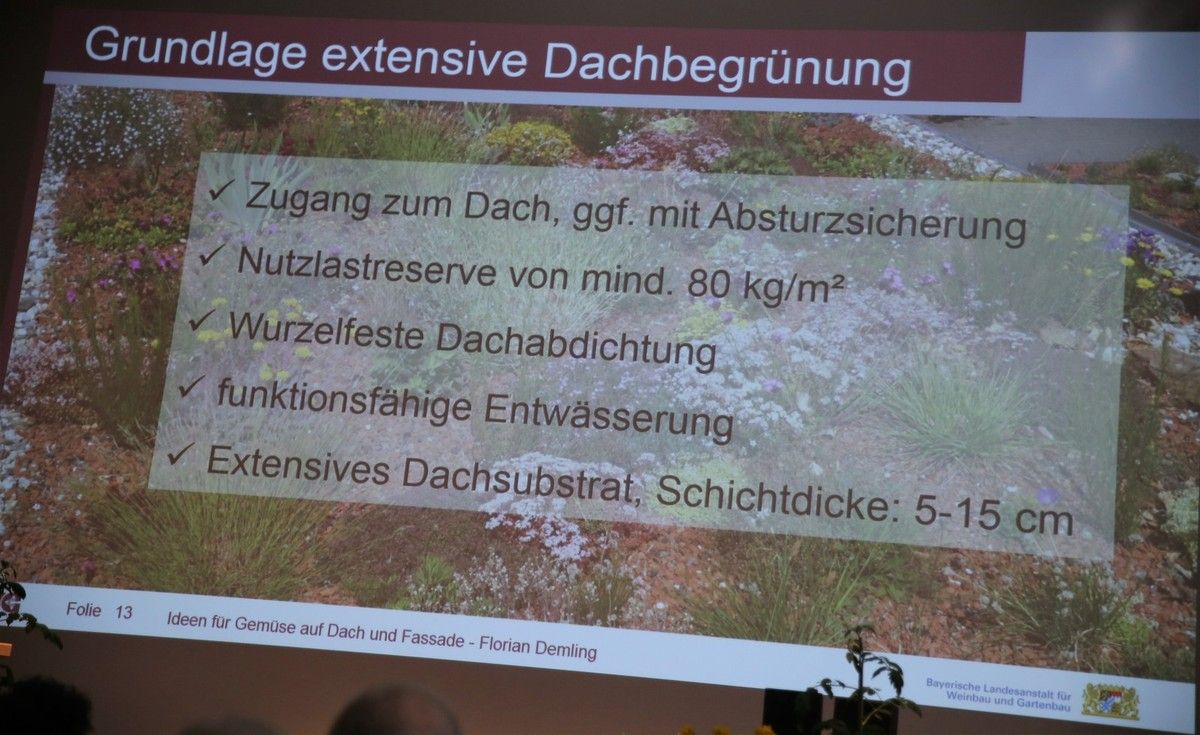 Grundlage extensive Dachbegrünung
✓ Zugang zum Dach, ggf. mit Absturzsicherung
✓ Nutzlastreserve von mind. 80 kg/m²
✓ Wurzelfeste Dachabdichtung
✓ funktionsfähige Entwässerung
✓ Extensives Dachsubstrat, Schichtdicke: 5-15 cm
Folie 13 Ideen für Gemüse auf Dach und Fassade - Florian Demling
Bayerische Landesanstalt für
Weinbau und Gartenbau